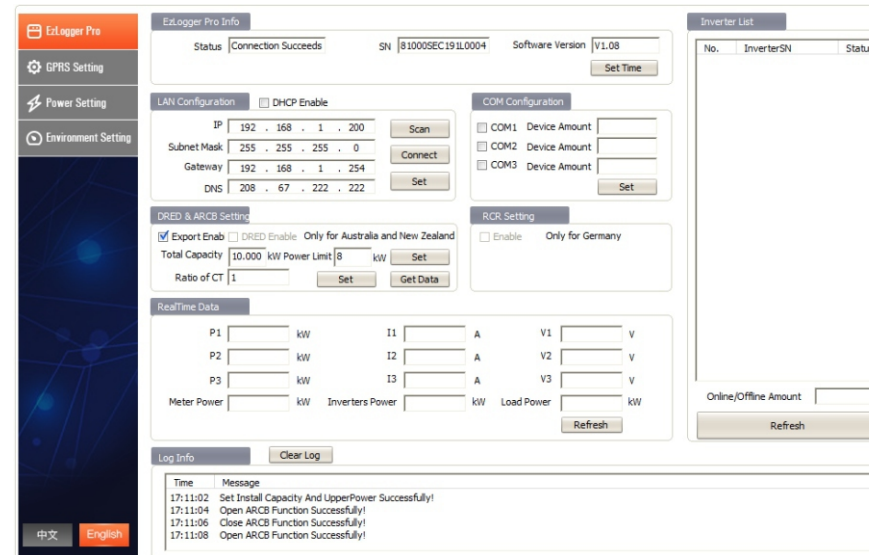 EzLogger Pro
GPRS Setting
Power Setting
Environment Setting
中文 English
EzLogger Pro Info
Status Connection Succeeds SN 81000SEC191L0004 Software Version V1.08
Set Time
LAN Configuration DHCP Enable
IP 192 . 168 . 1 . 200 Scan
Subnet Mask 255 . 255 . 255 . 0
Connect
Gateway 192 . 168 . 1 . 254
DNS 208 . 67 . 222 . 222 Set
COM Configuration
COM1 Device Amount
COM2 Device Amount
COM3 Device Amount
Set
DRED & ARCB Setting
Export Enab DRED Enable Only for Australia and New Zealand
Total Capacity 10.000 kW Power Limit 8 kW Set
Ratio of CT 1 Set Get Data
RCR Setting
Enable Only for Germany
RealTime Data
P1 kW I1 A V1 V
P2 kW I2 A V2 V
P3 kW I3 A V3 V
Meter Power kW Inverters Power kW Load Power kW
Refresh
Log Info Clear Log
Time Message
17:11:02 Set Install Capacity And UpperPower Successfully!
17:11:04 Open ARCB Function Successfully!
17:11:06 Close ARCB Function Successfully!
17:11:08 Open ARCB Function Successfully!
Inverter List
No. InverterSN Statu
Online/Offline Amount
Refresh